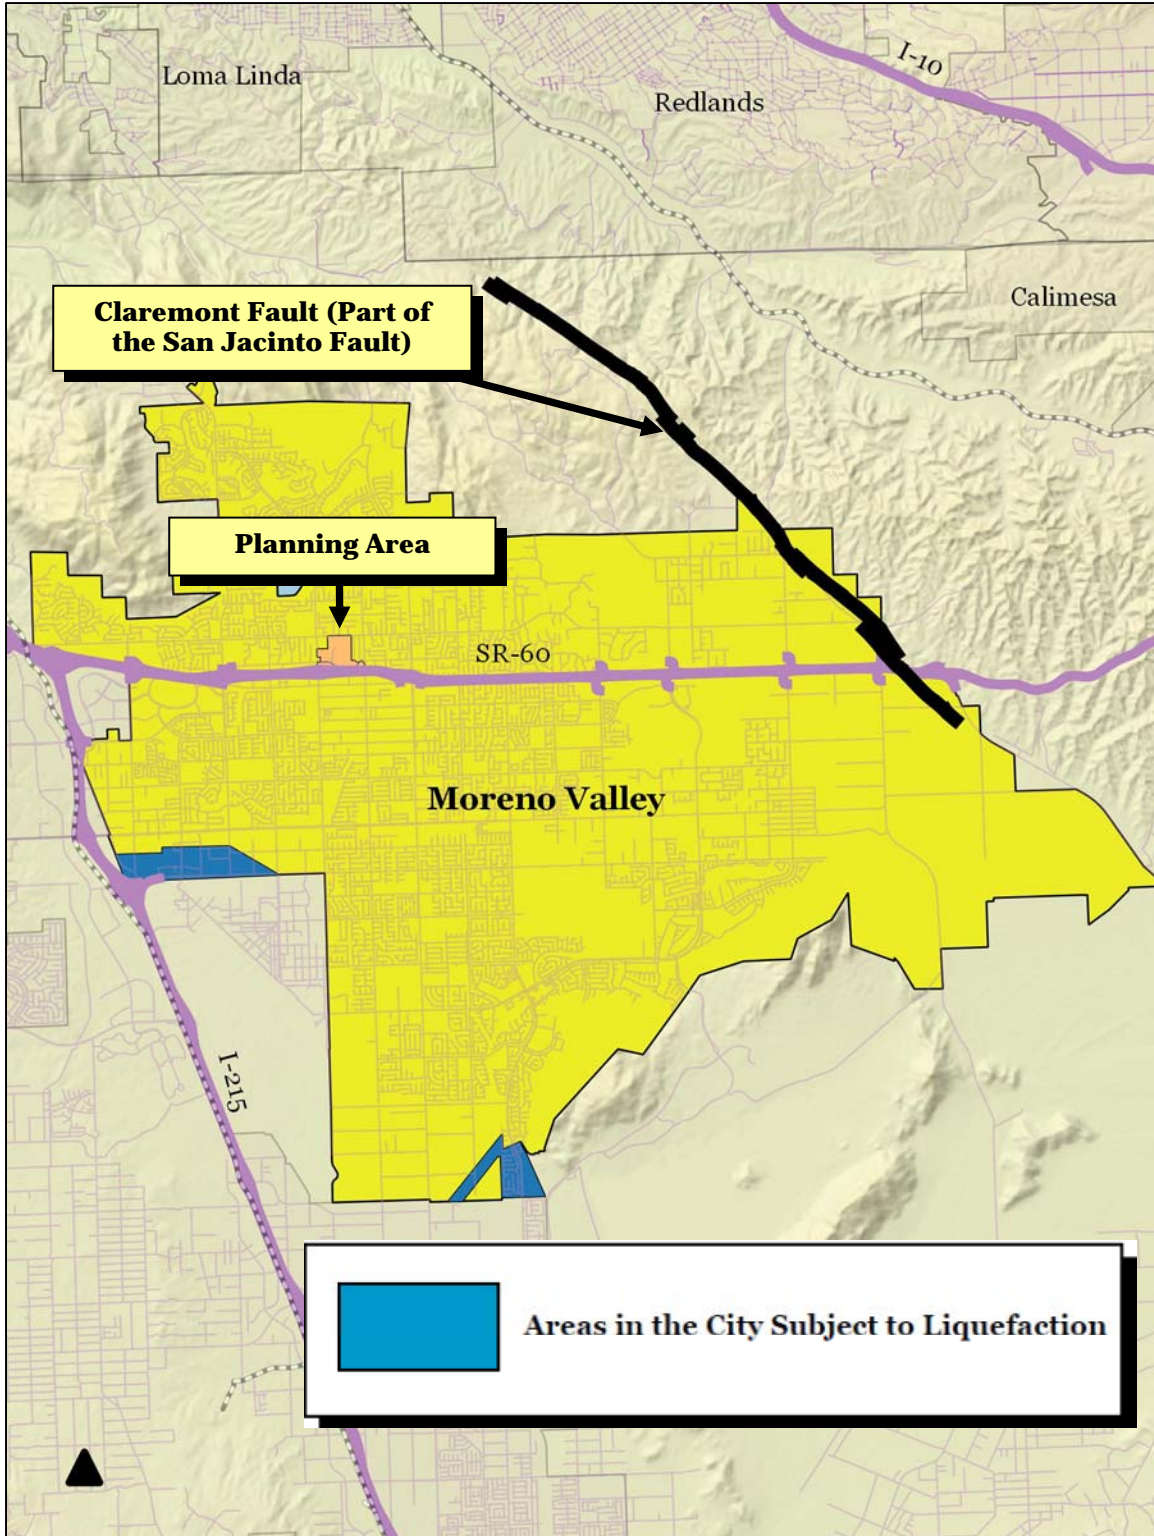 Loma Linda
I-10
Redlands
Calimesa
Claremont Fault (Part of
the San Jacinto Fault)
Planning Area
SR-60
Moreno Valley
I-215
Areas in the City Subject to Liquefaction